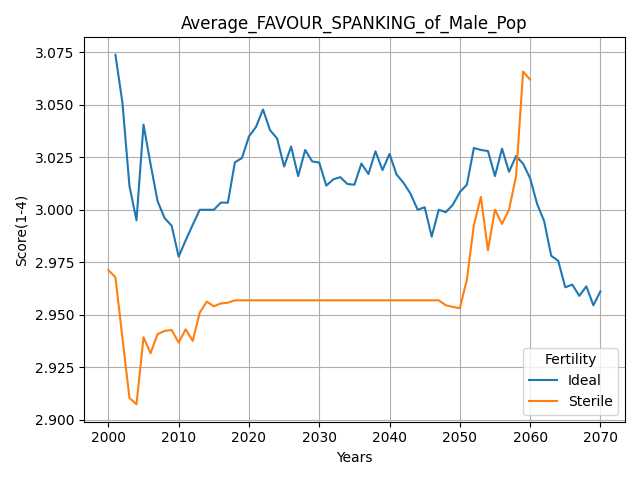 Average_FAVOUR_SPANKING_of_Male_Pop
3.075
3.050
3.025
3.000
2.975
2.950
2.925
2.900
Score(1-4)
2000 2010 2020 2030 2040 2050 2060 2070
Years
Fertility
Ideal
Sterile